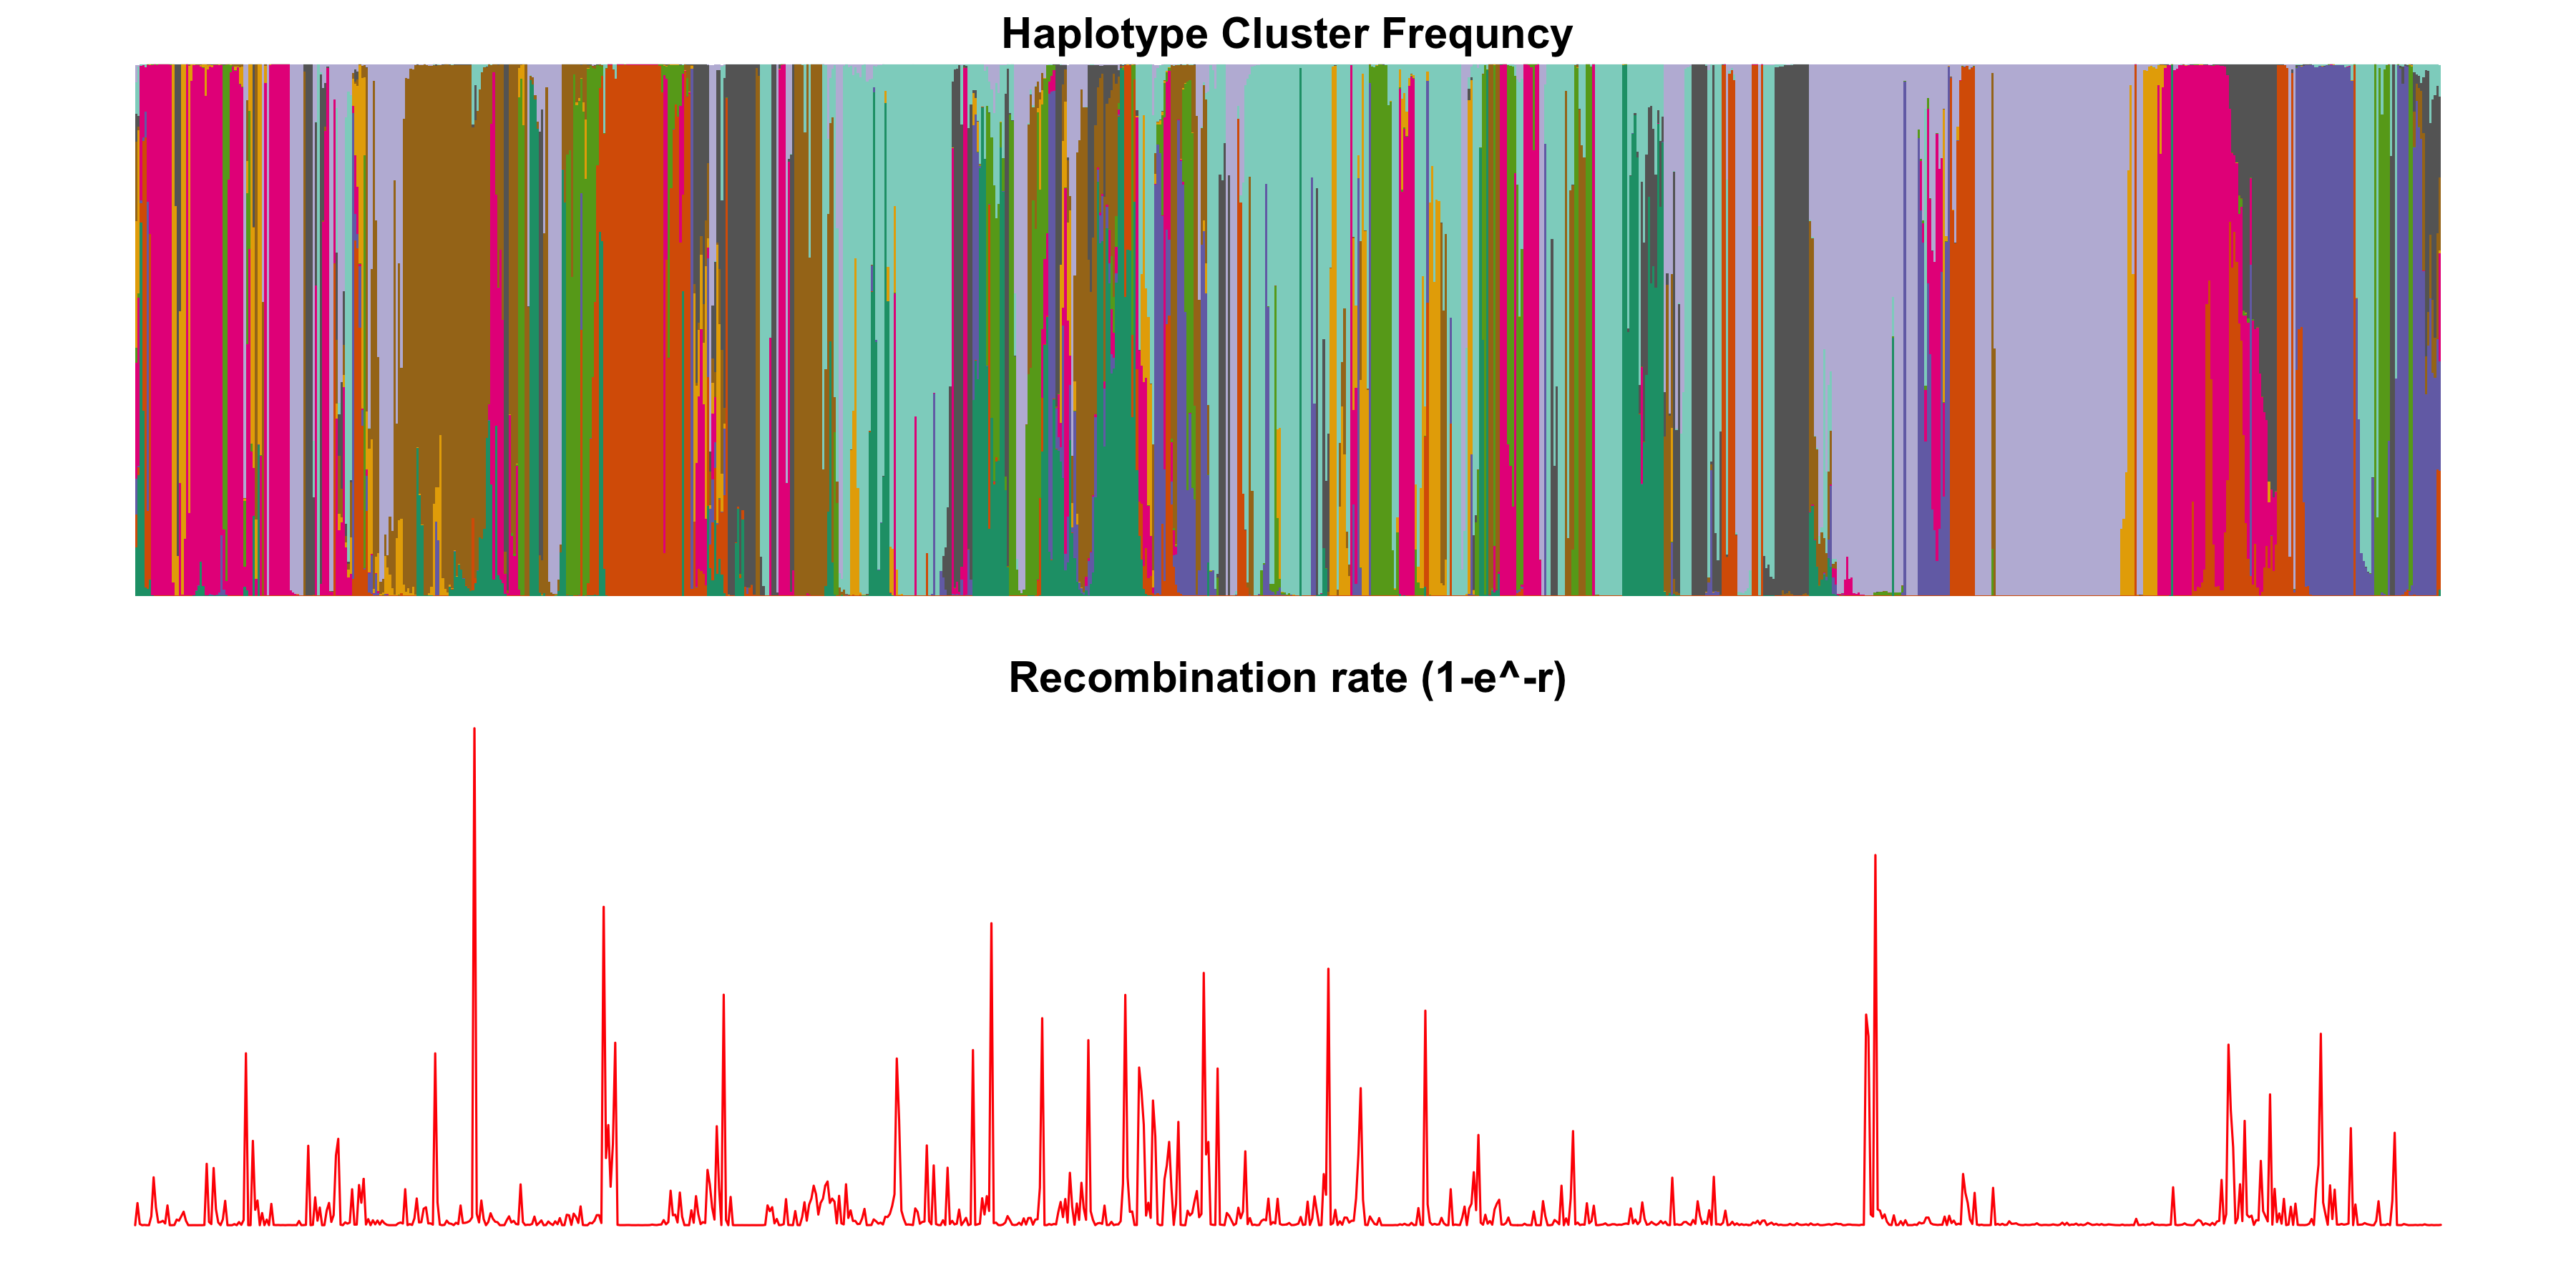 Haplotype Cluster Frequncy
Recombination rate (1-e^-r)